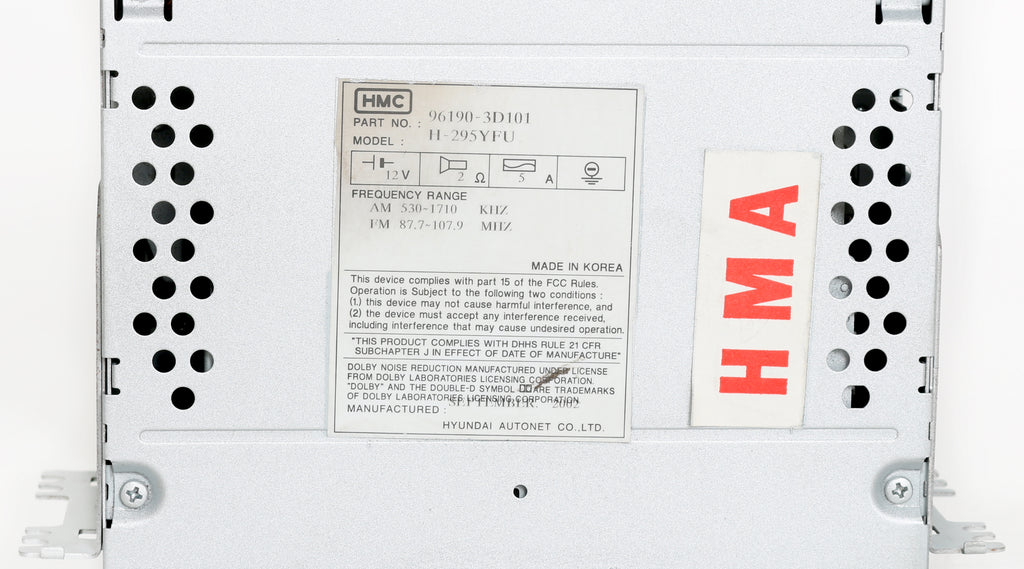 HMC
PART NO. : 96190-3D101
MODEL : H-295YFU
12 V 2 Ω 5 A
FREQUENCY RANGE
AM 530~1710 KHZ
FM 87.7~107.9 MHZ
MADE IN KOREA
This device complies with part 15 of the FCC Rules.
Operation is Subject to the following two conditions :
(1.) this device may not cause harmful interference, and
(2) the device must accept any interference received,
including interference that may cause undesired operation.
"THIS PRODUCT COMPLIES WITH DHHS RULE 21 CFR
SUBCHAPTER J IN EFFECT OF DATE OF MANUFACTURE"
DOLBY NOISE REDUCTION MANUFACTURED UNDER LICENSE
FROM DOLBY LABORATORIES LICENSING CORPORATION.
"DOLBY" AND THE DOUBLE-D SYMBOL ARE TRADEMARKS
OF DOLBY LABORATORIES LICENSING CORPORATION.
MANUFACTURED : SEPTEMBER. 2002
HYUNDAI AUTONET CO.,LTD.
HMA